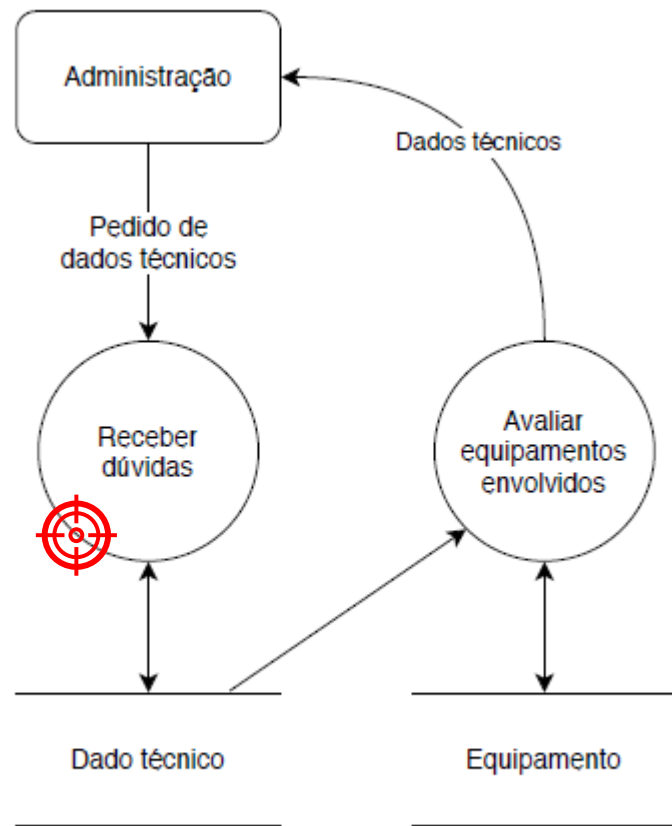 Administração
Dados técnicos
Pedido de
dados técnicos
Receber
dúvidas
Avaliar
equipamentos
envolvidos
Dado técnico
Equipamento